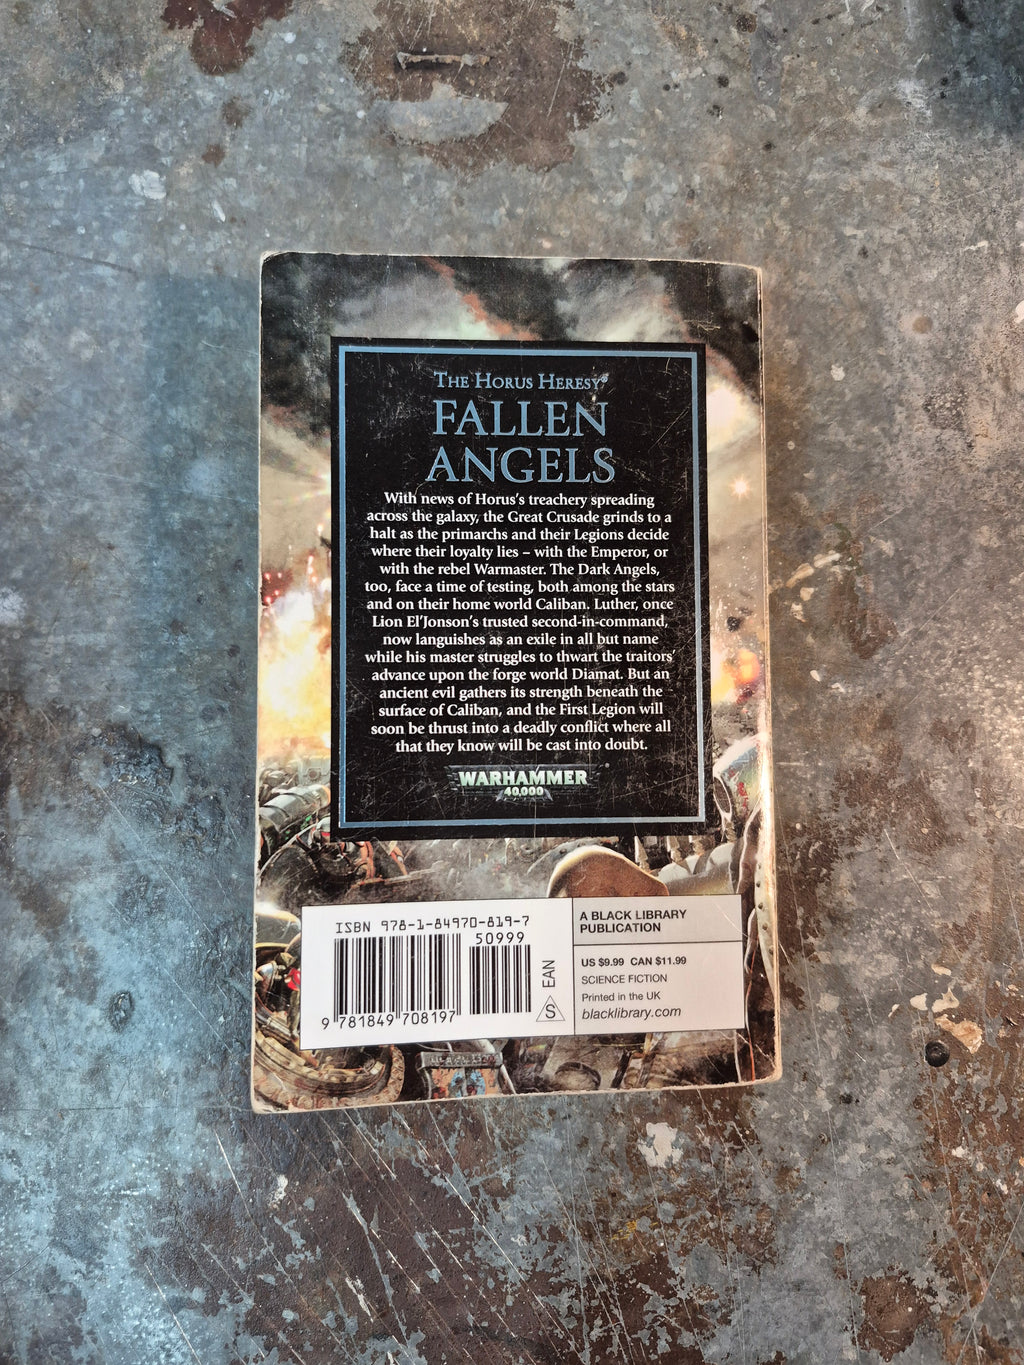 THE HORUS HERESY®
FALLEN
ANGELS
With news of Horus's treachery spreading
across the galaxy, the Great Crusade grinds to a
halt as the primarchs and their Legions decide
where their loyalty lies – with the Emperor, or
with the rebel Warmaster. The Dark Angels,
too, face a time of testing, both among the stars
and on their home world Caliban. Luther, once
Lion El'Jonson's trusted second-in-command,
now languishes as an exile in all but name
while his master struggles to thwart the traitors'
advance upon the forge world Diamat. But an
ancient evil gathers its strength beneath the
surface of Caliban, and the First Legion will
soon be thrust into a deadly conflict where all
that they know will be cast into doubt.
WARHAMMER
40,000
ISBN 978-1-84970-819-7
50999
EAN
S
9 781849 708197
A BLACK LIBRARY
PUBLICATION
US $9.99 CAN $11.99
SCIENCE FICTION
Printed in the UK
blacklibrary.com